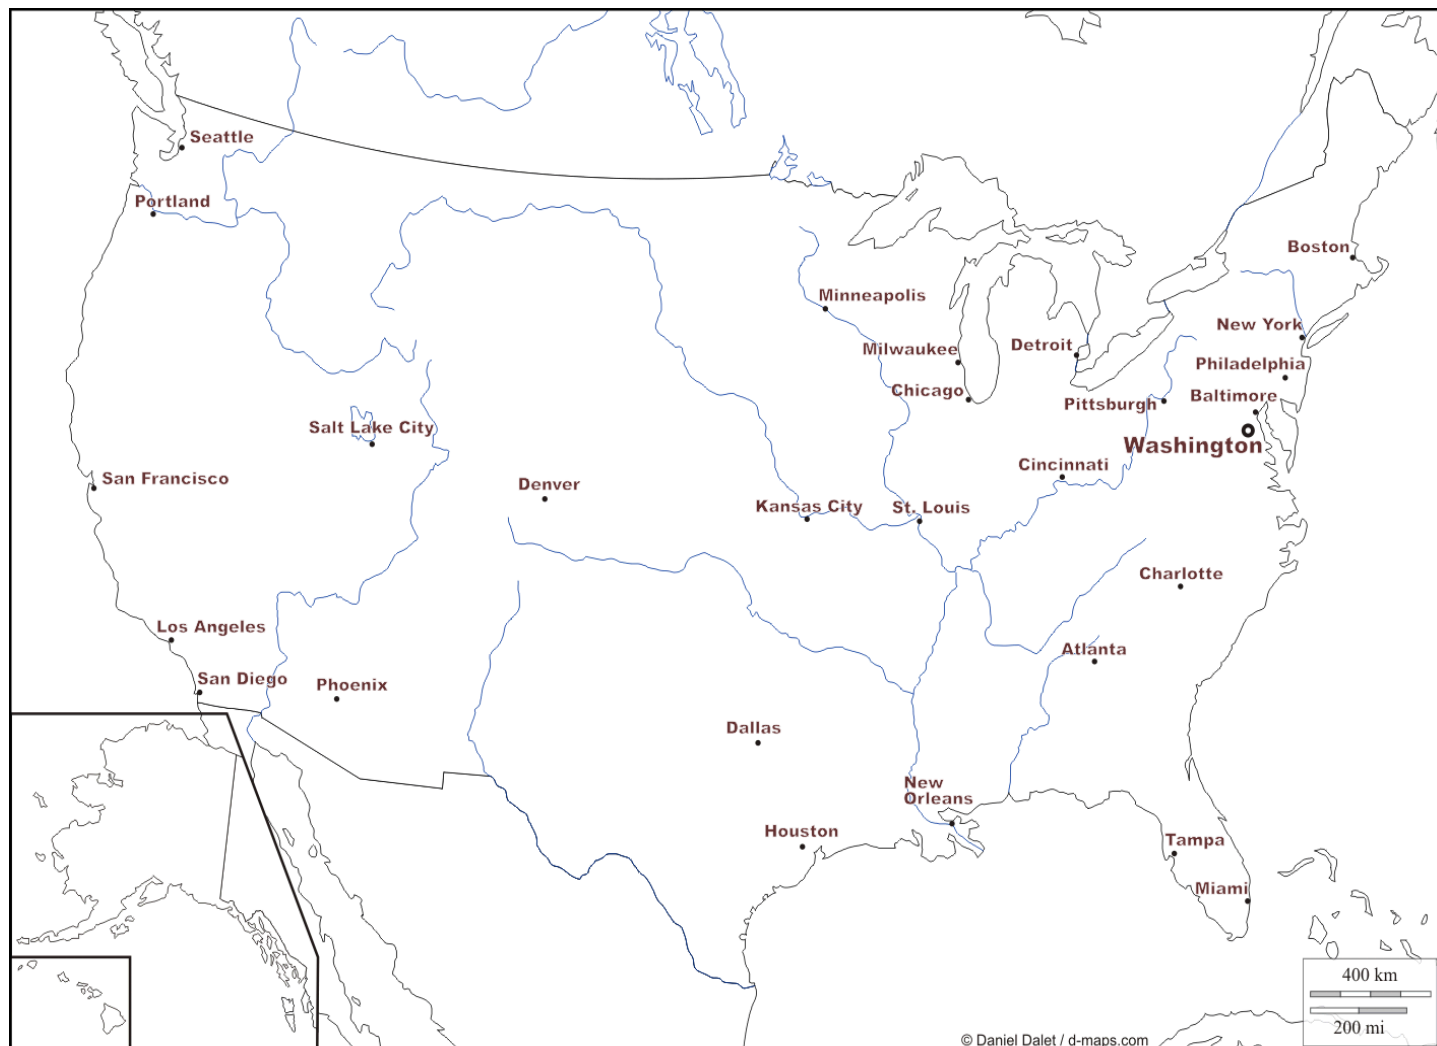 Seattle
Portland
Boston
Minneapolis
New York
Milwaukee
Detroit
Philadelphia
Chicago
Pittsburgh
Baltimore
Salt Lake City
Washington
Cincinnati
San Francisco
Denver
Kansas City
St. Louis
Charlotte
Los Angeles
Atlanta
San Diego
Phoenix
Dallas
New
Orleans
Houston
Tampa
Miami
400 km
200 mi
© Daniel Dalet / d-maps.com